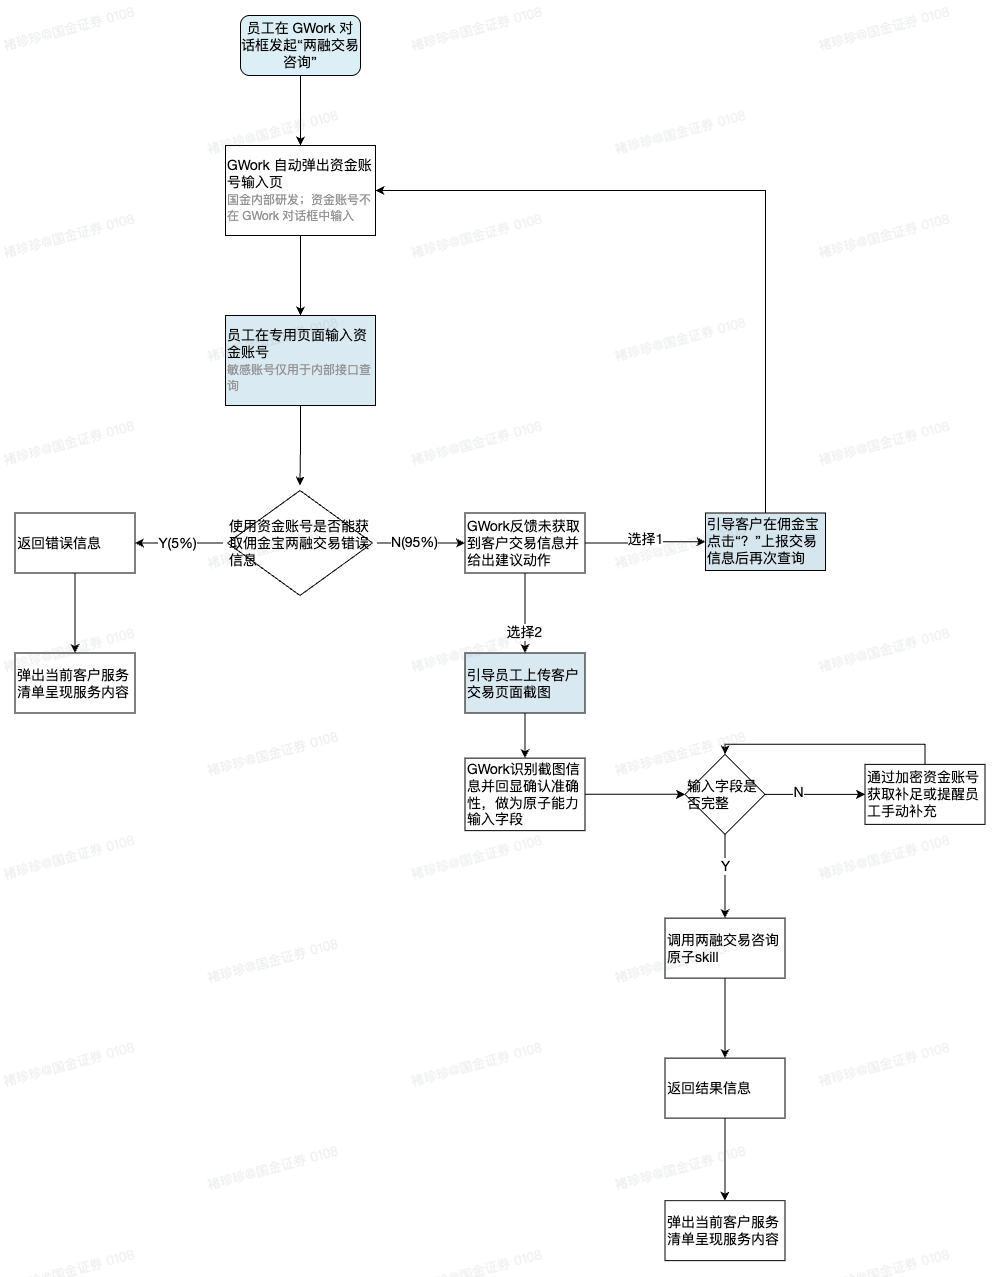 员工在 GWork 对
话框发起“两融交易
咨询”
GWork 自动弹出资金账
号输入页
国金内部研发；资金账号不
在 GWork 对话框中输入
员工在专用页面输入资
金账号
敏感账号仅用于内部接口查
询
使用资金账号是否能获
取佣金宝两融交易错误
信息
Y(5%)
返回错误信息
弹出当前客户服务
清单呈现服务内容
N(95%)
GWork反馈未获取
到客户交易信息并
给出建议动作
选择1
引导客户在佣金宝
点击“？”上报交易
信息后再次查询
选择2
引导员工上传客户
交易页面截图
GWork识别截图信
息并回显确认准确
性，做为原子能力
输入字段
输入字段是
否完整
N
通过加密资金账号
获取补足或提醒员
工手动补充
Y
调用两融交易咨询
原子skill
返回结果信息
弹出当前客户服务
清单呈现服务内容
褚珍珍@国金证券 0108